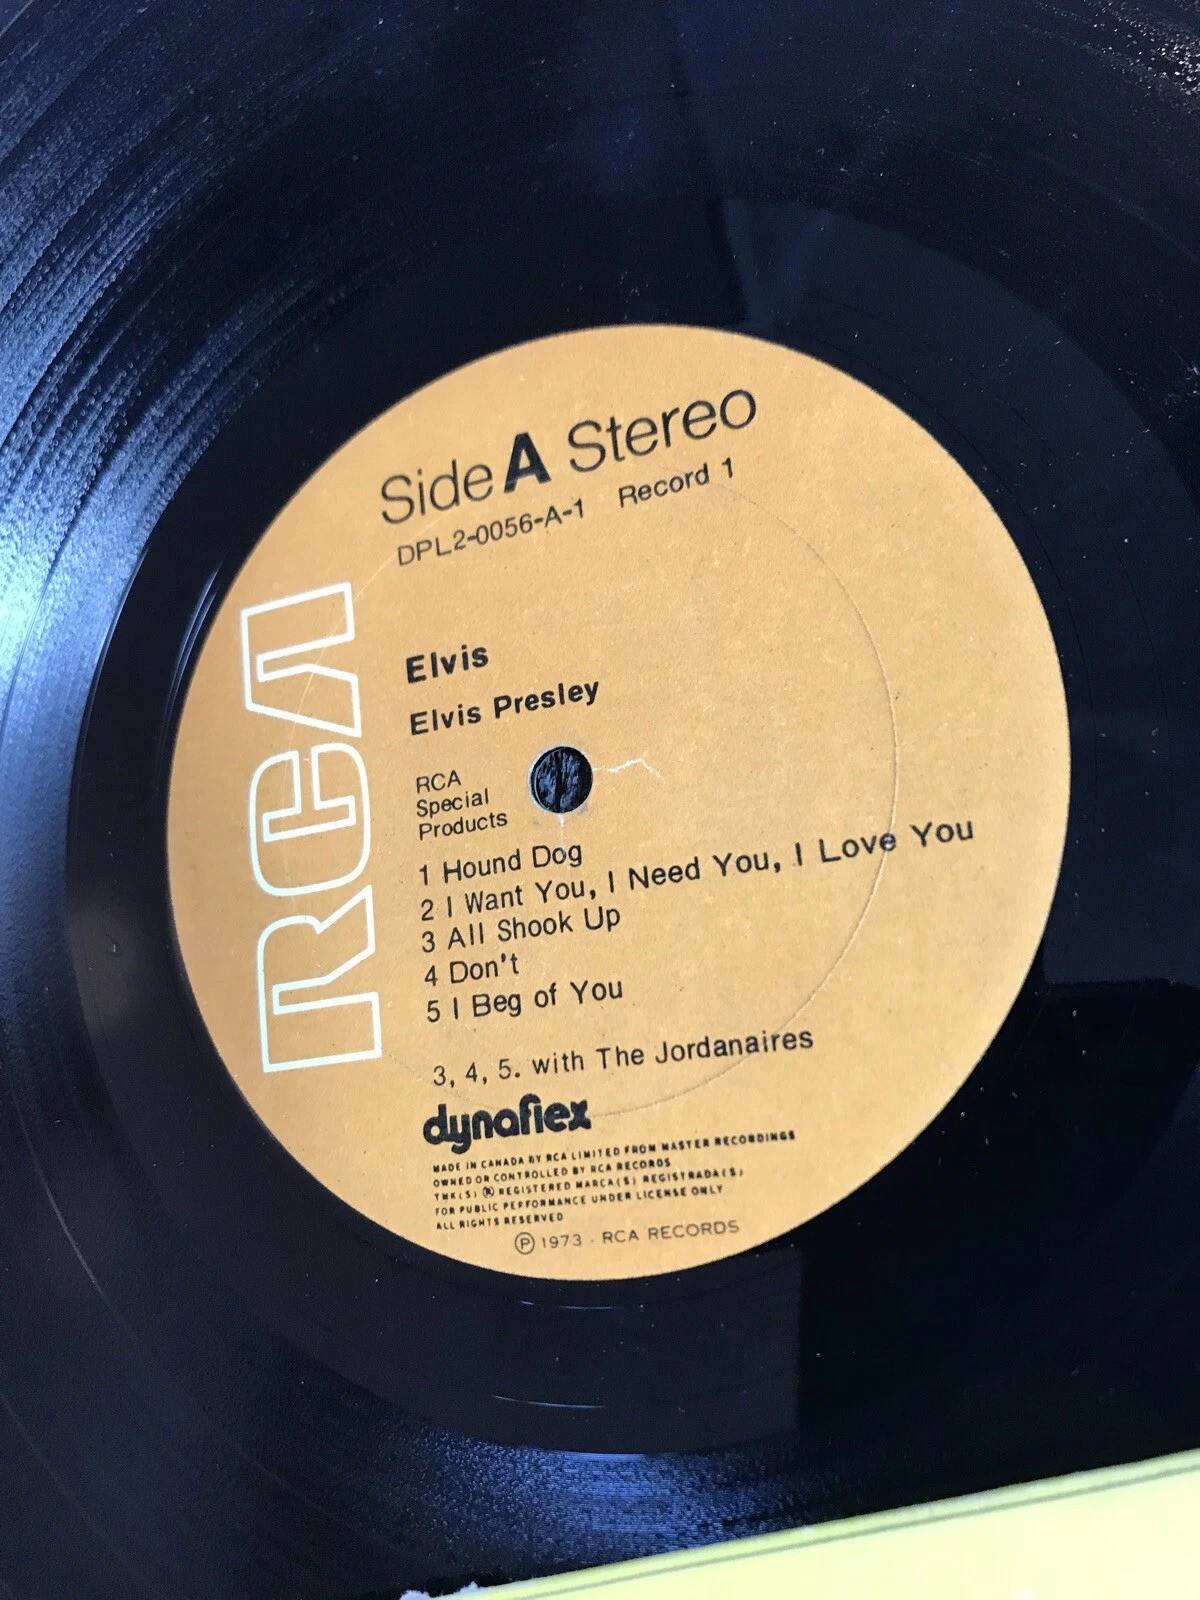 Side A Stereo
DPL2-0056-A-1 Record 1
RCA
Elvis
Elvis Presley
RCA
Special
Products
1 Hound Dog
2 I Want You, I Need You, I Love You
3 All Shook Up
4 Don't
5 I Beg of You
3, 4, 5. with The Jordanaires
dynaflex
MADE IN CANADA BY RCA LIMITED FROM MASTER RECORDINGS
OWNED OR CONTROLLED BY RCA RECORDS
TMK(S) ® REGISTERED MARCA(S) REGISTRADA(S)
FOR PUBLIC PERFORMANCE UNDER LICENSE ONLY
ALL RIGHTS RESERVED
℗ 1973 - RCA RECORDS